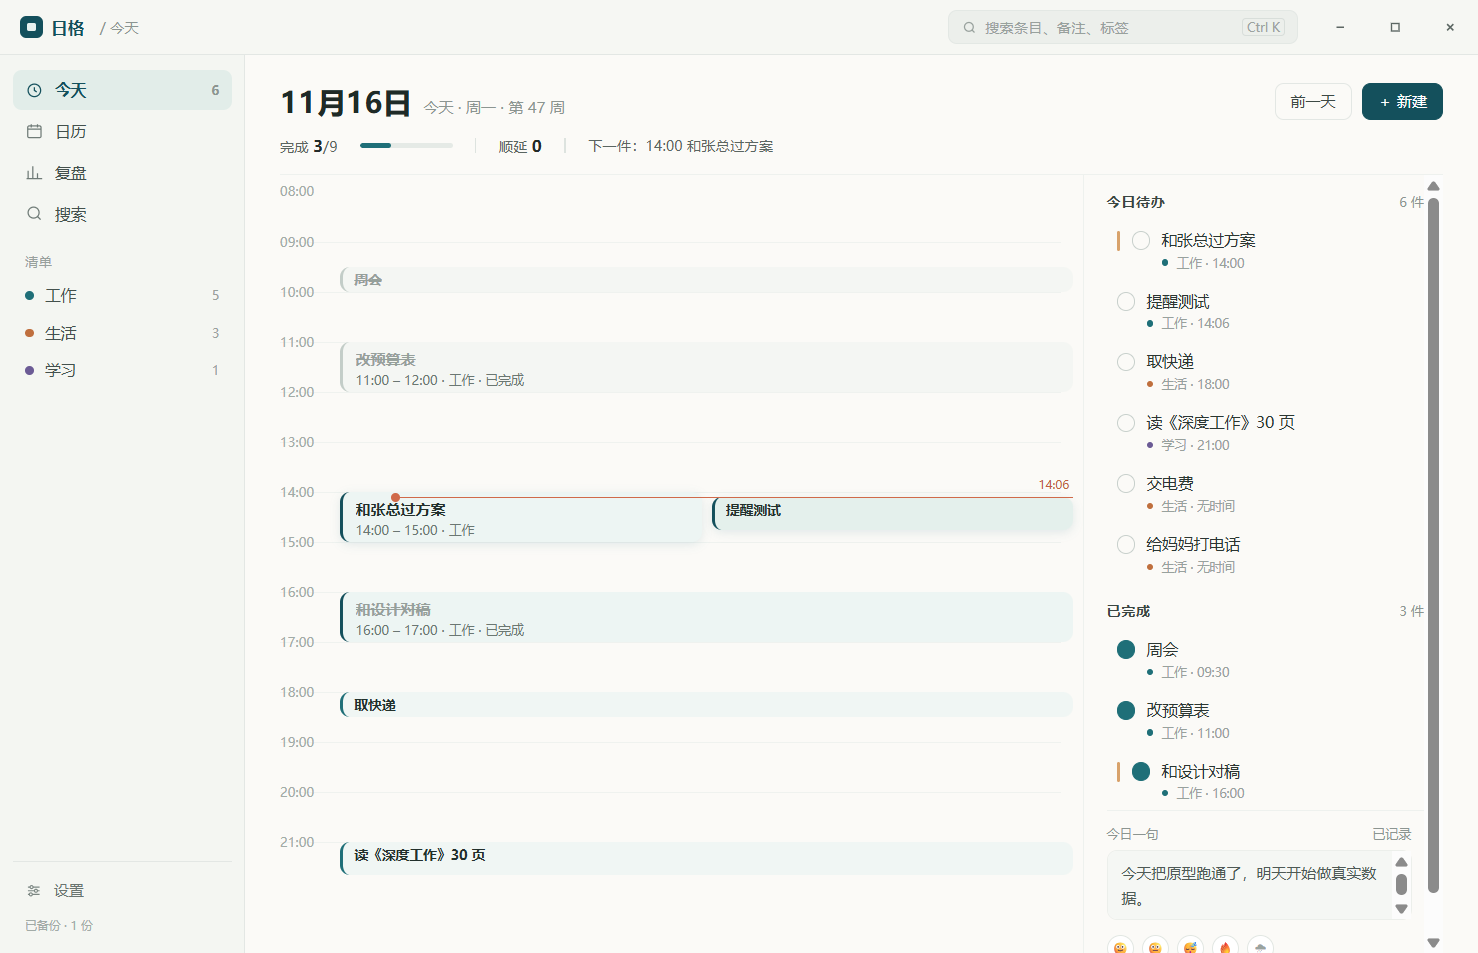 日格 / 今天
搜索条目、备注、标签 Ctrl K
今天 6
日历
复盘
搜索
清单
工作 5
生活 3
学习 1
设置
已备份 · 1 份
11月16日 今天 · 周一 · 第 47 周
前一天
+ 新建
完成 3/9
顺延 0
下一件：14:00 和张总过方案
08:00
09:00
周会
10:00
11:00
改预算表
11:00 – 12:00 · 工作 · 已完成
12:00
13:00
14:06
14:00
和张总过方案
14:00 – 15:00 · 工作
提醒测试
15:00
16:00
和设计对稿
16:00 – 17:00 · 工作 · 已完成
17:00
18:00
取快递
19:00
20:00
21:00
读《深度工作》30 页
今日待办 6 件
和张总过方案
工作 · 14:00
提醒测试
工作 · 14:06
取快递
生活 · 18:00
读《深度工作》30 页
学习 · 21:00
交电费
生活 · 无时间
给妈妈打电话
生活 · 无时间
已完成 3 件
周会
工作 · 09:30
改预算表
工作 · 11:00
和设计对稿
工作 · 16:00
今日一句 已记录
今天把原型跑通了，明天开始做真实数
据。